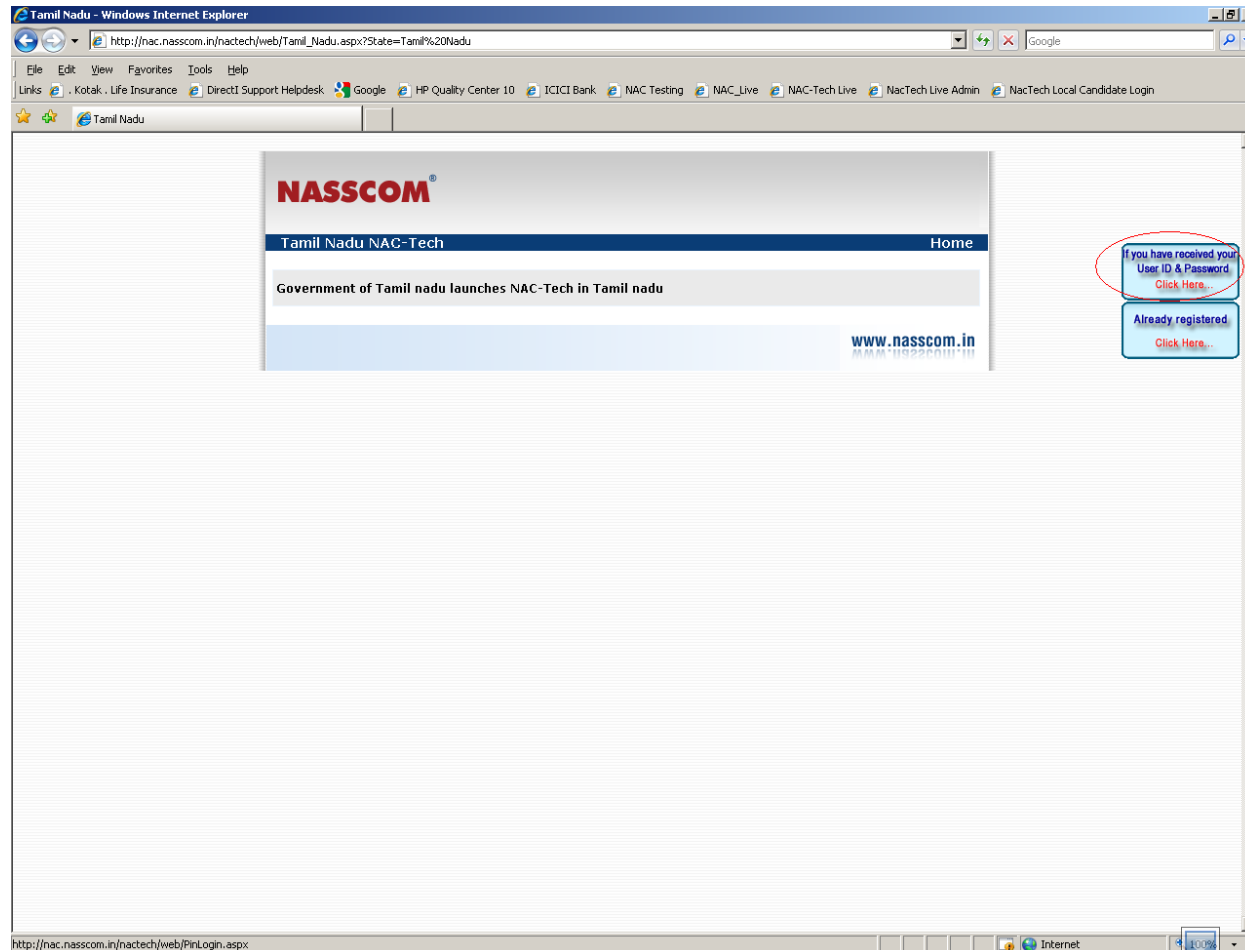 Tamil Nadu - Windows Internet Explorer
http://nac.nasscom.in/nactech/web/Tamil_Nadu.aspx?State=Tamil%20Nadu
Google
File Edit View Favorites Tools Help
Links . Kotak . Life Insurance DirectI Support Helpdesk Google HP Quality Center 10 ICICI Bank NAC Testing NAC_Live NAC-Tech Live NacTech Live Admin NacTech Local Candidate Login
Tamil Nadu
NASSCOM®
Tamil Nadu NAC-Tech Home
Government of Tamil nadu launches NAC-Tech in Tamil nadu
www.nasscom.in
If you have received your
User ID & Password
Click Here...
Already registered
Click Here...
http://nac.nasscom.in/nactech/web/PinLogin.aspx
Internet
100%